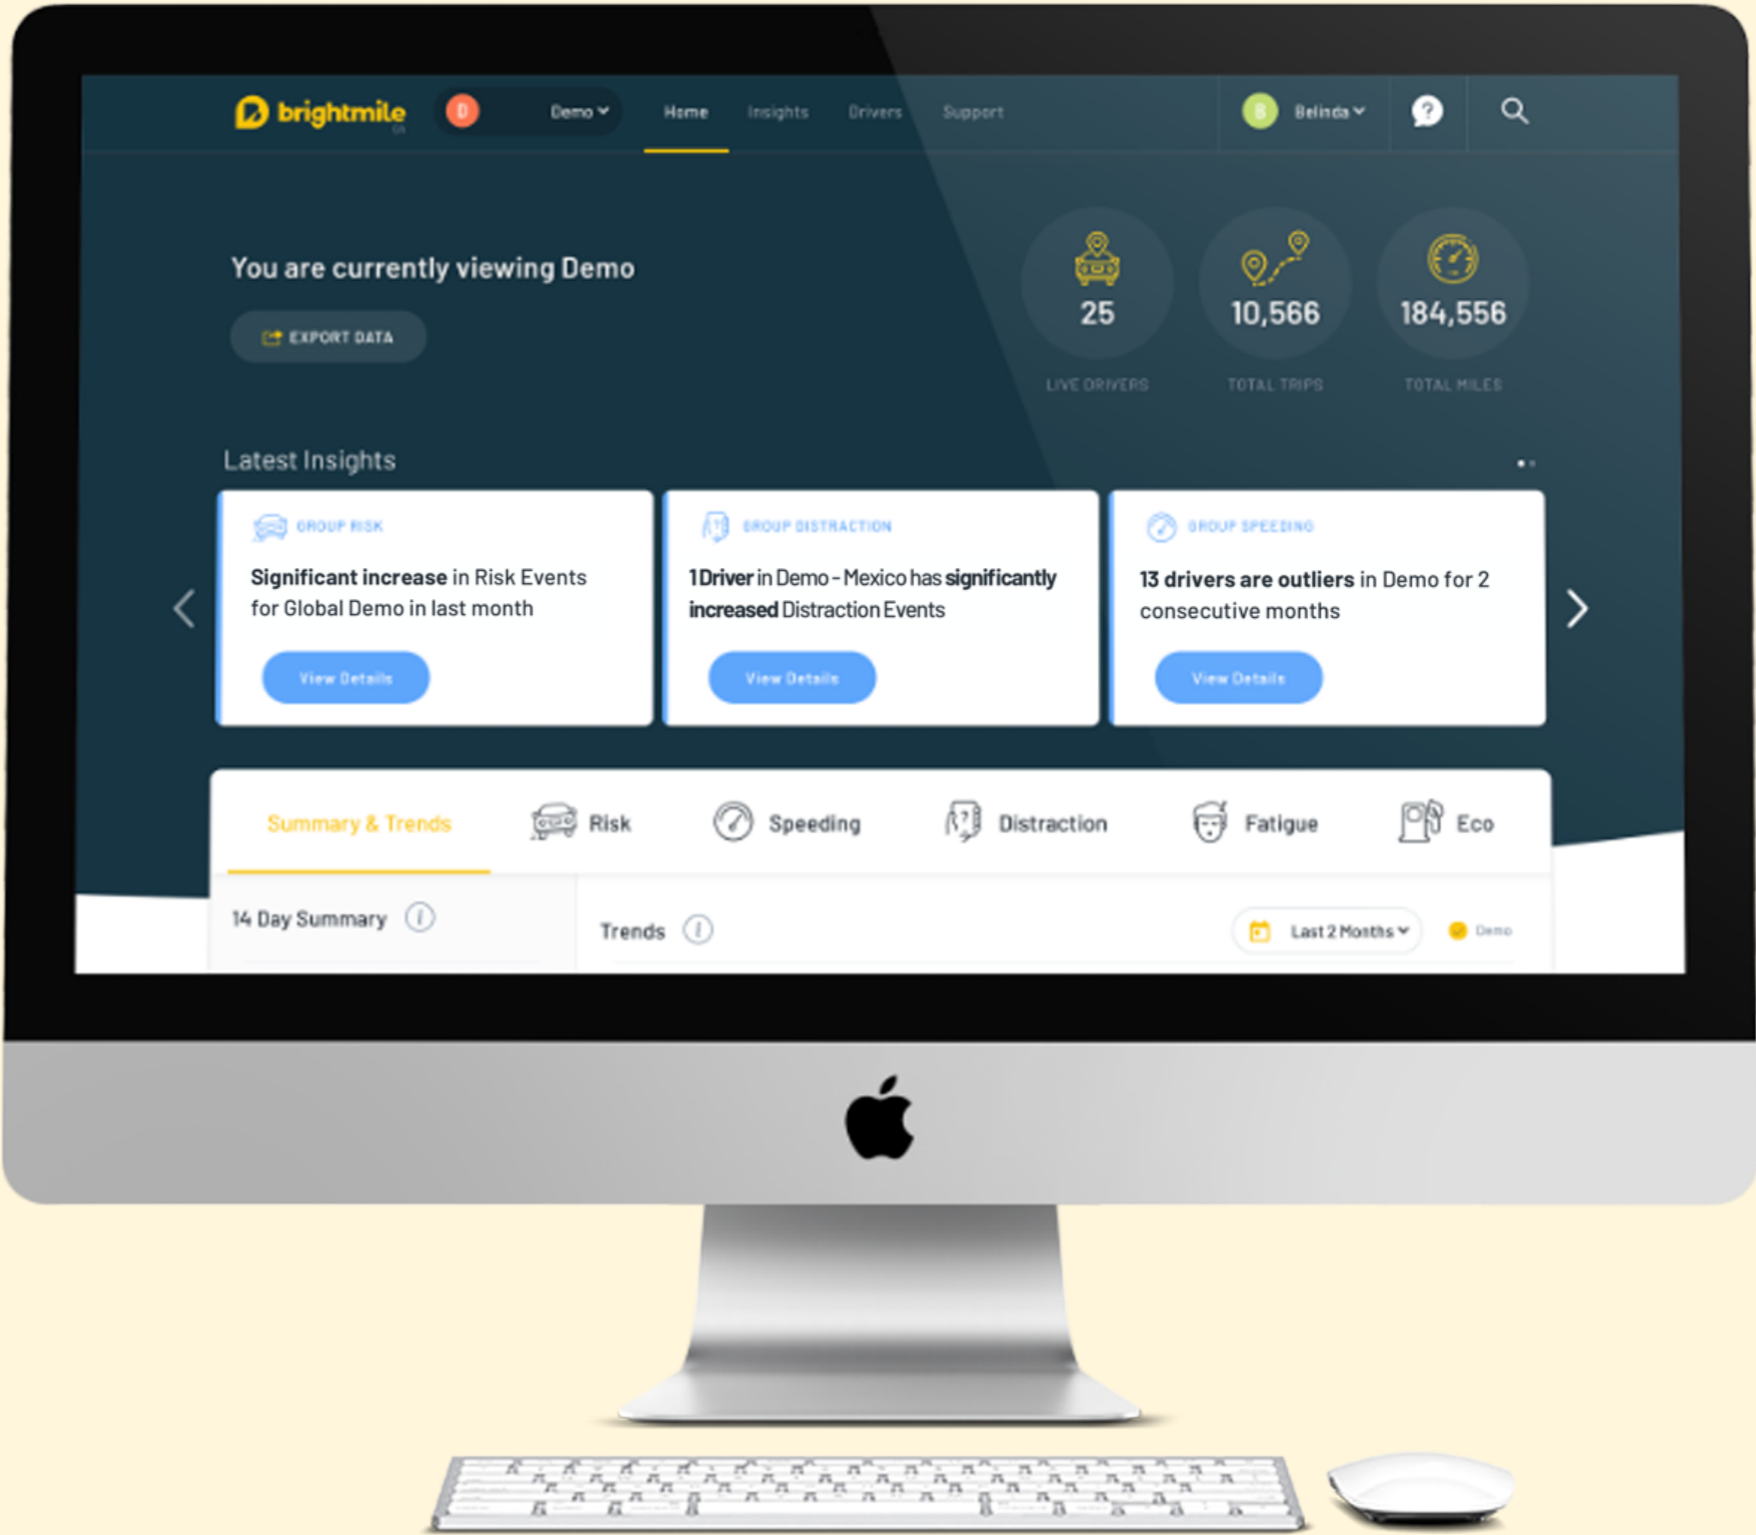 brightmile
D Demo
Home
Insights
Drivers
Support
B Belinda
?
You are currently viewing Demo
EXPORT DATA
25
LIVE DRIVERS
10,566
TOTAL TRIPS
184,556
TOTAL MILES
Latest Insights
GROUP RISK
Significant increase in Risk Events
for Global Demo in last month
View Details
GROUP DISTRACTION
1 Driver in Demo - Mexico has significantly
increased Distraction Events
View Details
GROUP SPEEDING
13 drivers are outliers in Demo for 2
consecutive months
View Details
Summary & Trends
Risk
Speeding
Distraction
Fatigue
Eco
14 Day Summary i
Trends i
Last 2 Months
Demo